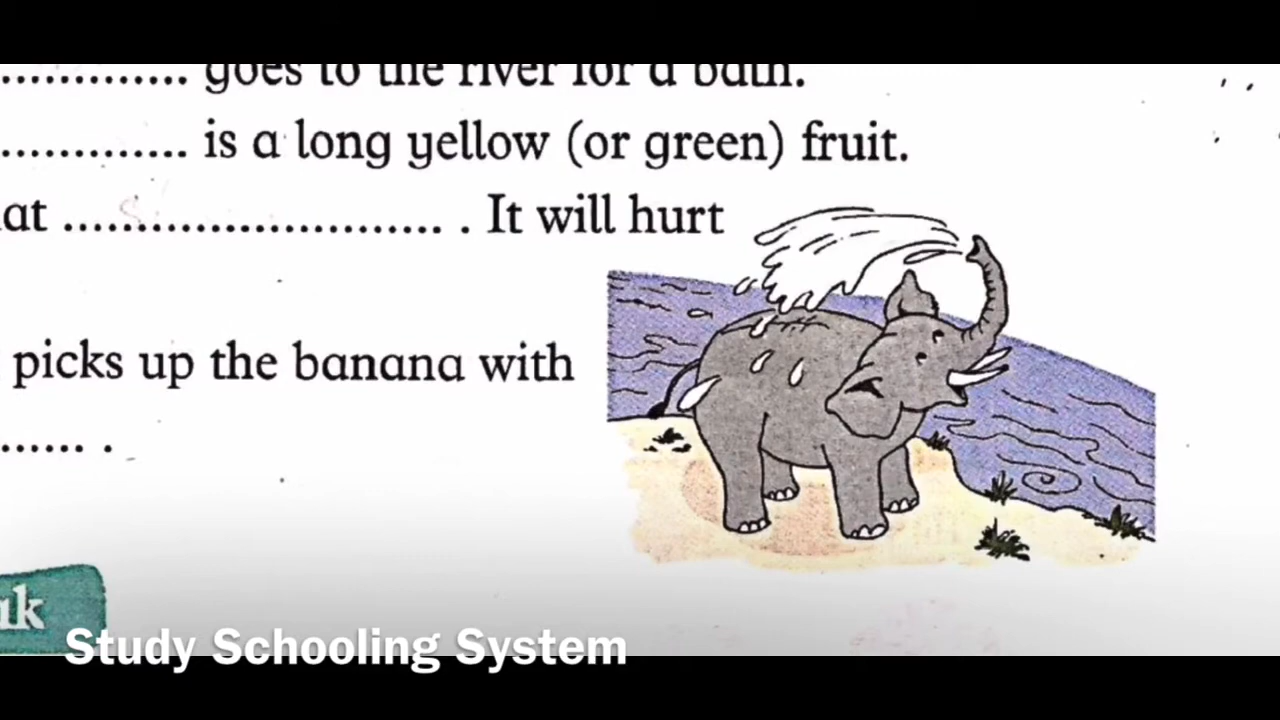 ............. goes to the river for a bath.
............. is a long yellow (or green) fruit.
at .......................... . It will hurt
picks up the banana with
...... .
Study Schooling System